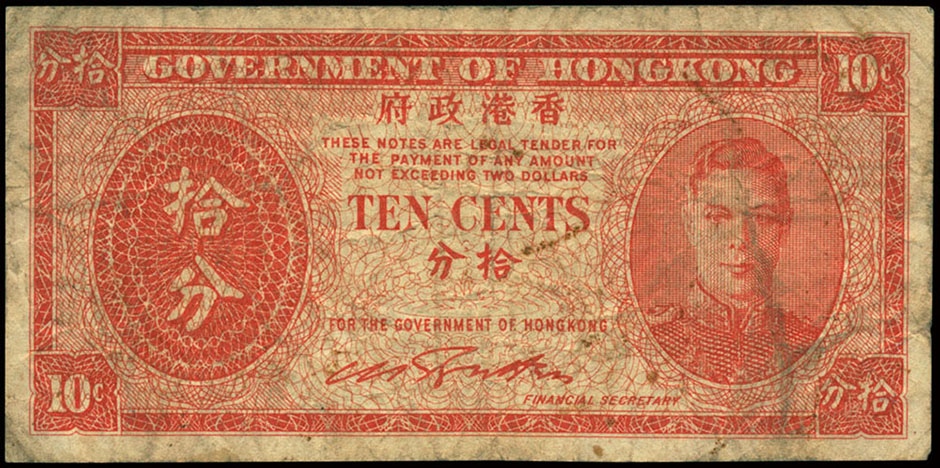 拾分
GOVERNMENT OF HONGKONG
10c
香港政府
THESE NOTES ARE LEGAL TENDER FOR
THE PAYMENT OF ANY AMOUNT
NOT EXCEEDING TWO DOLLARS
拾分
TEN CENTS
拾分
FOR THE GOVERNMENT OF HONGKONG
FINANCIAL SECRETARY
10c
拾分